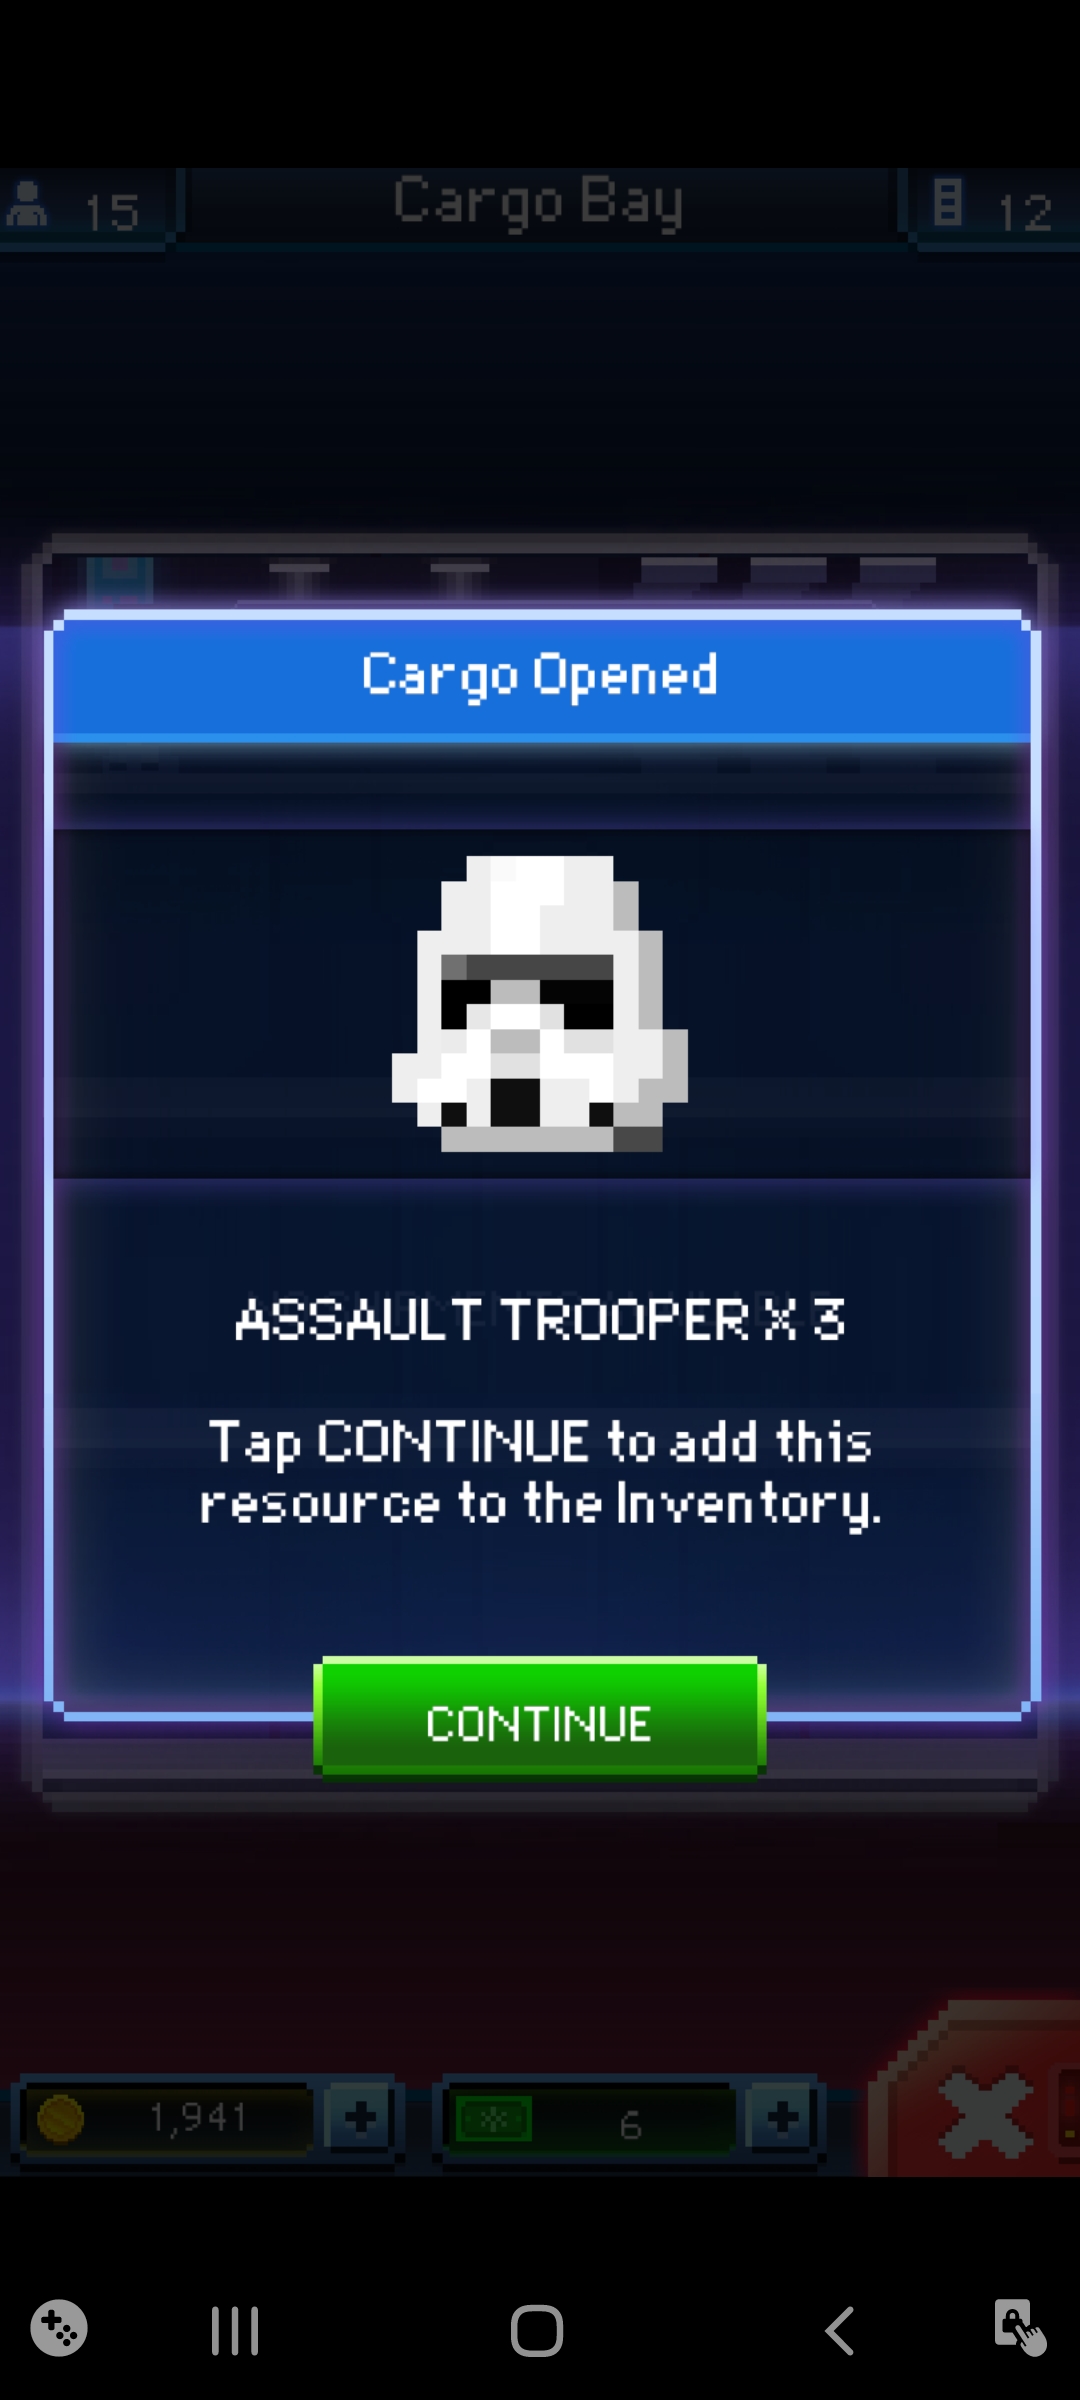 15
Cargo Bay
12
Cargo Opened
ASSAULT TROOPER X 3
Tap CONTINUE to add this
resource to the Inventory.
CONTINUE
1,941
6